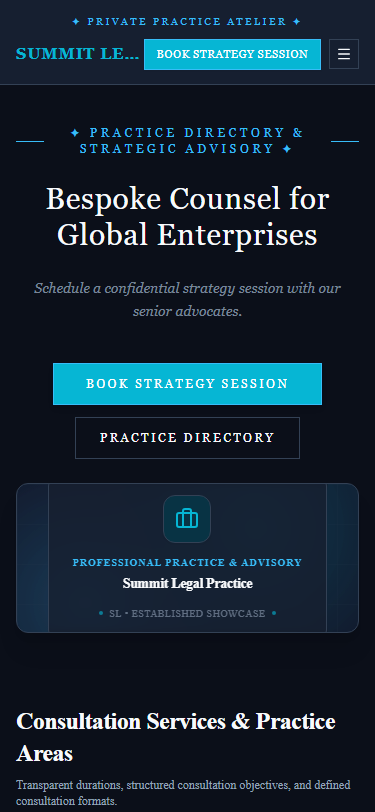 ✦ PRIVATE PRACTICE ATELIER ✦
SUMMIT LE...
BOOK STRATEGY SESSION
✦ PRACTICE DIRECTORY &
STRATEGIC ADVISORY ✦
Bespoke Counsel for
Global Enterprises
Schedule a confidential strategy session with our
senior advocates.
BOOK STRATEGY SESSION
PRACTICE DIRECTORY
PROFESSIONAL PRACTICE & ADVISORY
Summit Legal Practice
SL • ESTABLISHED SHOWCASE
Consultation Services & Practice
Areas
Transparent durations, structured consultation objectives, and defined
consultation formats.